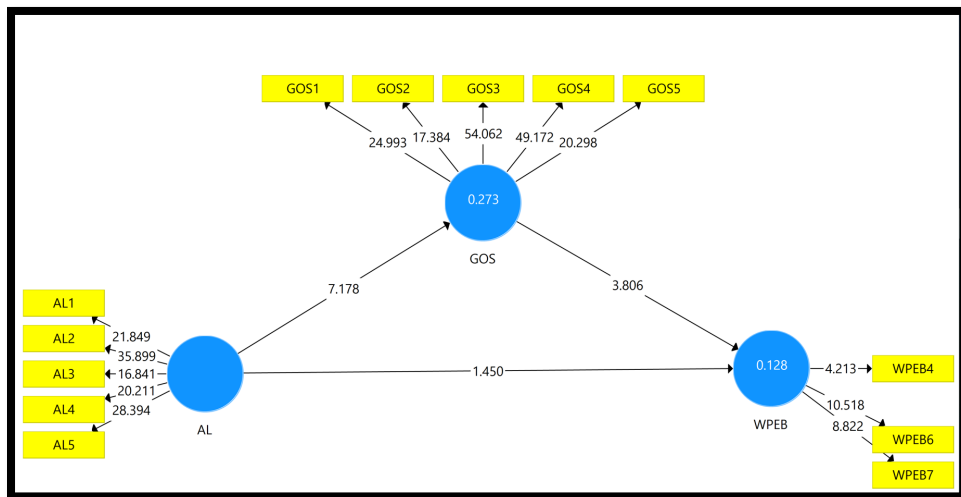 GOS1 GOS2 GOS3 GOS4 GOS5
24.993 17.384 54.062 49.172 20.298
0.273
GOS
7.178 3.806
AL1
AL2
AL3
AL4
AL5
21.849
35.899
16.841
20.211
28.394
AL
1.450
0.128
WPEB
4.213
10.518
8.822
WPEB4
WPEB6
WPEB7